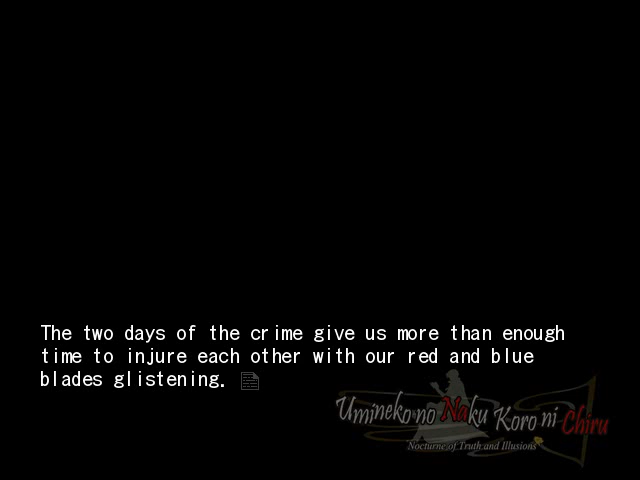 The two days of the crime give us more than enough
time to injure each other with our red and blue
blades glistening.
Umineko no Naku Koro ni Chiru
Nocturne of Truth and Illusions